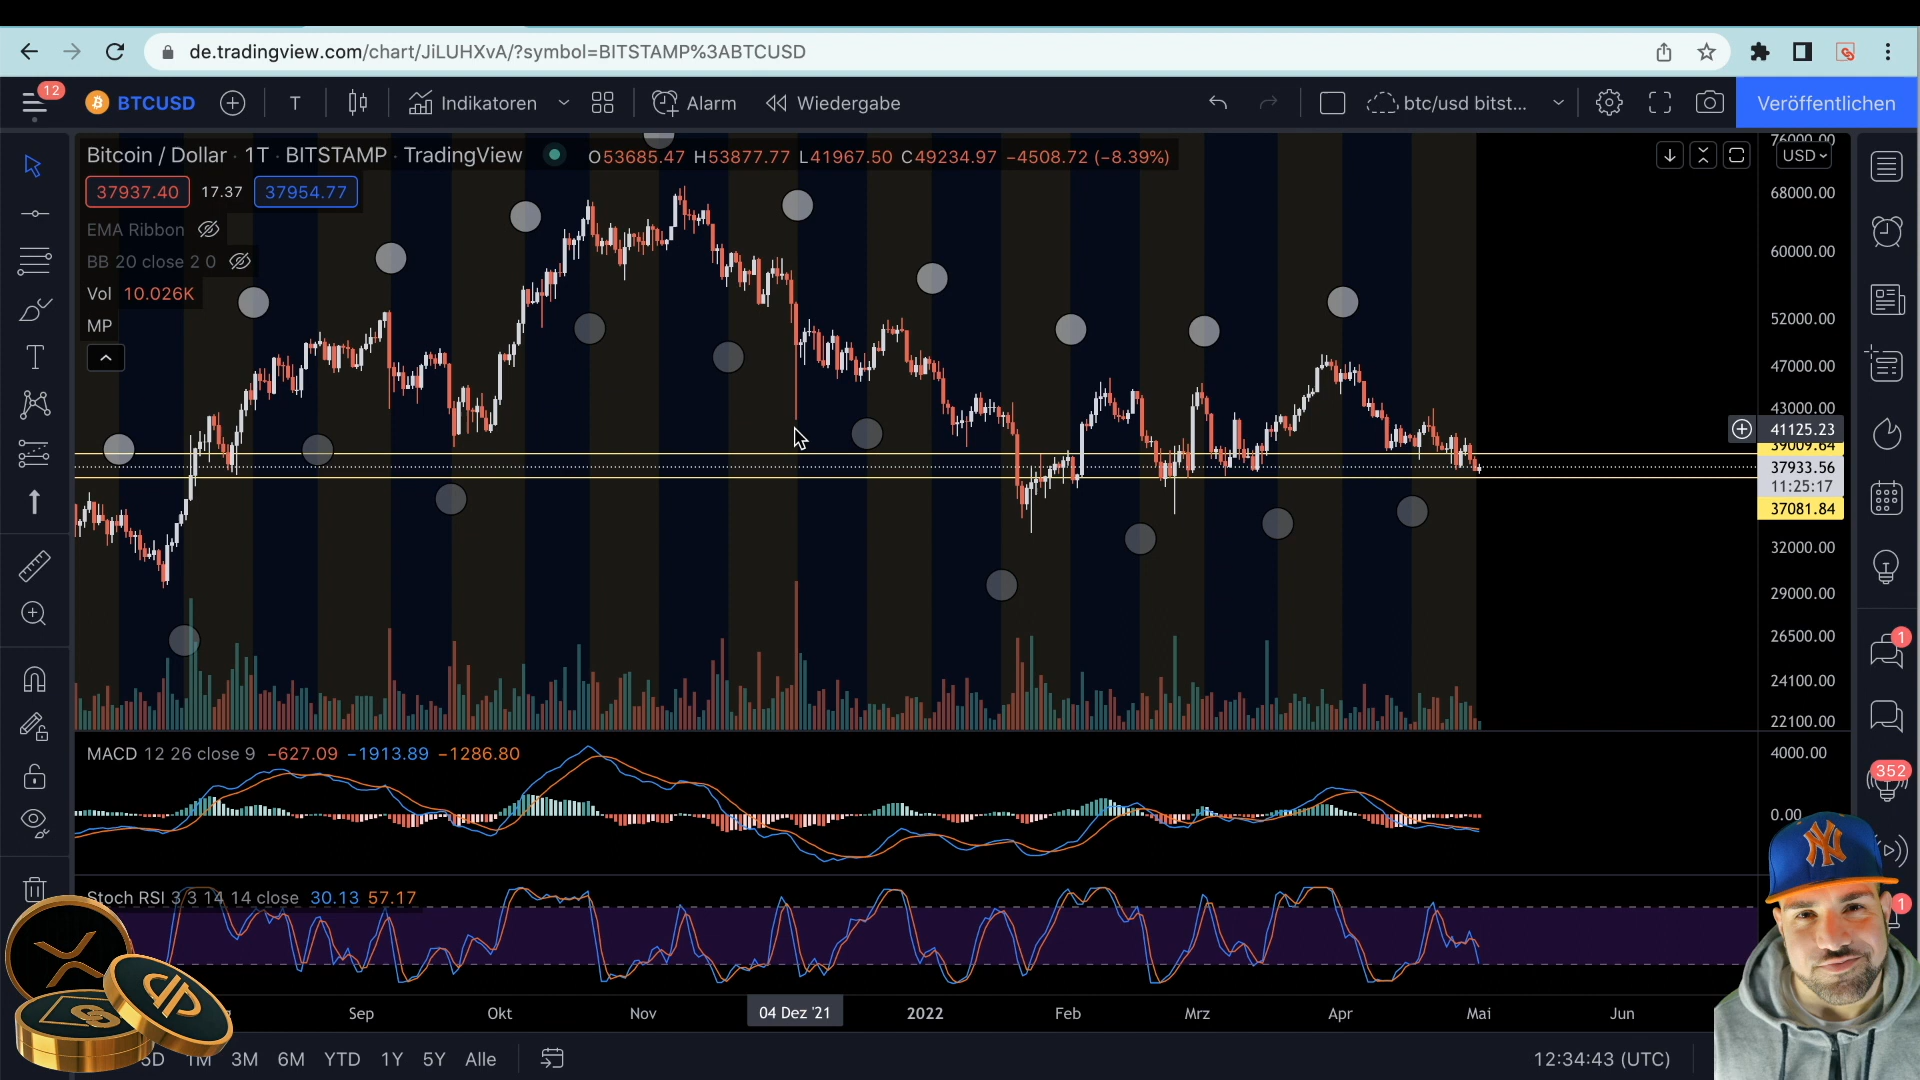 de.tradingview.com/chart/JiLUHXvA/?symbol=BITSTAMP%3ABTCUSD
12
BTCUSD
T
Indikatoren
Alarm
Wiedergabe
btc/usd bitst...
Veröffentlichen
Bitcoin / Dollar · 1T · BITSTAMP · TradingView
O53685.47 H53877.77 L41967.50 C49234.97 −4508.72 (−8.39%)
USD
76000.00
37937.40 17.37 37954.77
68000.00
EMA Ribbon
60000.00
BB 20 close 2 0
Vol 10.026K
52000.00
MP
47000.00
43000.00
41125.23
39009.64
37933.56
11:25:17
37081.84
32000.00
29000.00
26500.00
1
24100.00
22100.00
MACD 12 26 close 9 −627.09 −1913.89 −1286.80
4000.00
352
0.00
NY
Stoch RSI 3 3 14 14 close 30.13 57.17
1
Sep
Okt
Nov
04 Dez '21
2022
Feb
Mrz
Apr
Mai
Jun
5D 1M 3M 6M YTD 1Y 5Y Alle
12:34:43 (UTC)